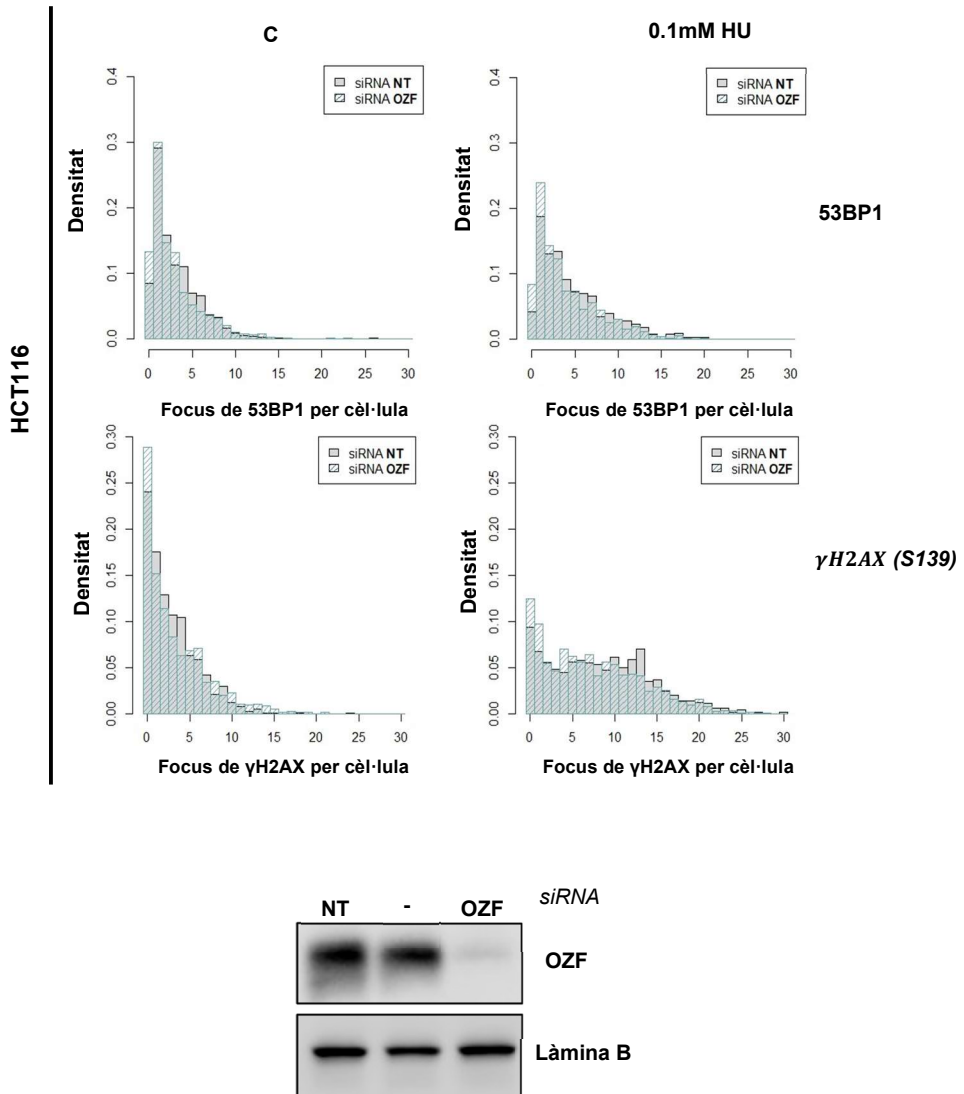 C
0.1mM HU
HCT116
siRNA NT
siRNA OZF
Densitat
0.0 0.1 0.2 0.3 0.4
0 5 10 15 20 25 30
Focus de 53BP1 per cèl·lula
siRNA NT
siRNA OZF
Densitat
0.0 0.1 0.2 0.3 0.4
0 5 10 15 20 25 30
Focus de 53BP1 per cèl·lula
53BP1
siRNA NT
siRNA OZF
Densitat
0.00 0.05 0.10 0.15 0.20 0.25 0.30
0 5 10 15 20 25 30
Focus de γH2AX per cèl·lula
siRNA NT
siRNA OZF
Densitat
0.00 0.05 0.10 0.15 0.20 0.25 0.30
0 5 10 15 20 25 30
Focus de γH2AX per cèl·lula
γH2AX (S139)
NT - OZF siRNA
OZF
Làmina B